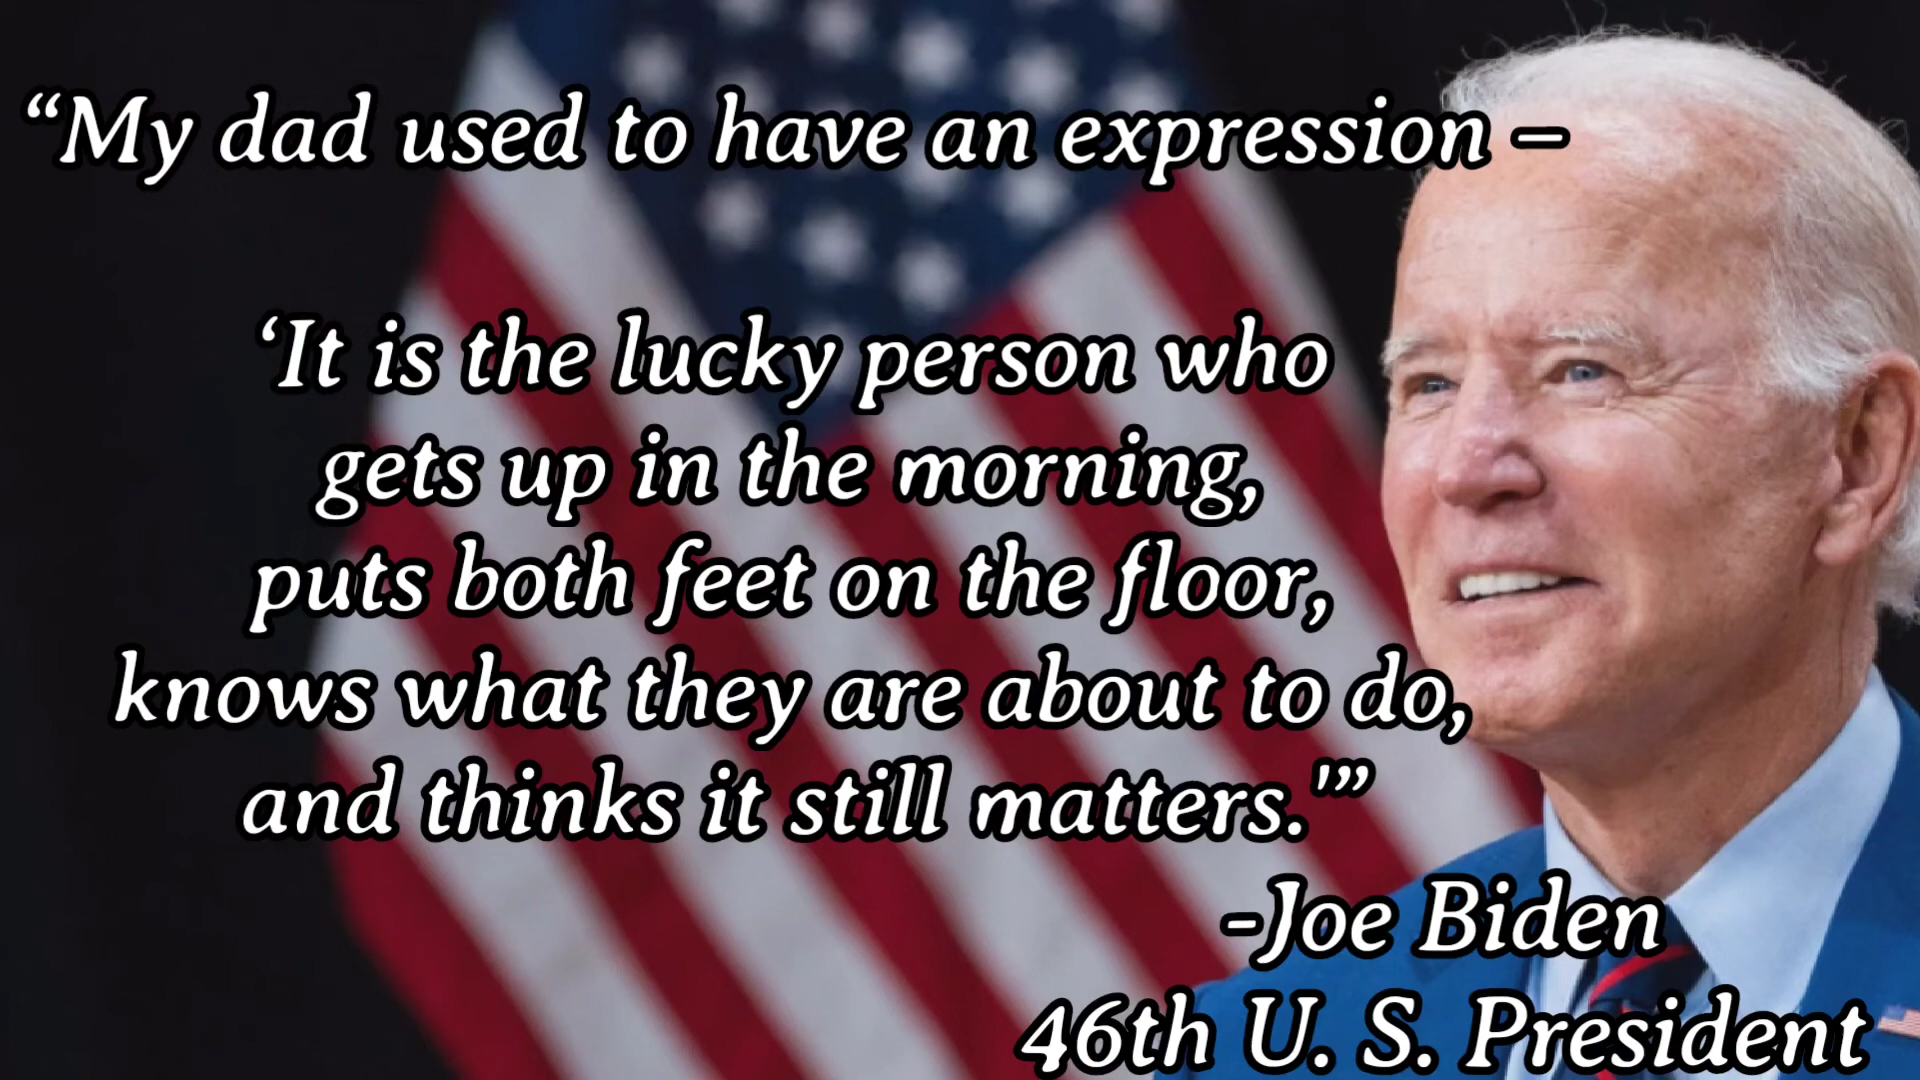 “My dad used to have an expression –
‘It is the lucky person who
gets up in the morning,
puts both feet on the floor,
knows what they are about to do,
and thinks it still matters.'”
-Joe Biden
46th U. S. President